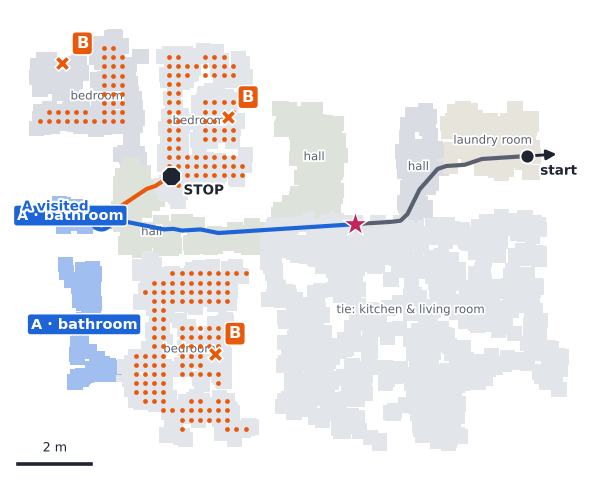 B
bedroom
B
bedroom
hall
laundry room
hall
start
STOP
A visited
A · bathroom
hall
tie: kitchen & living room
A · bathroom
B
bedroom
2 m